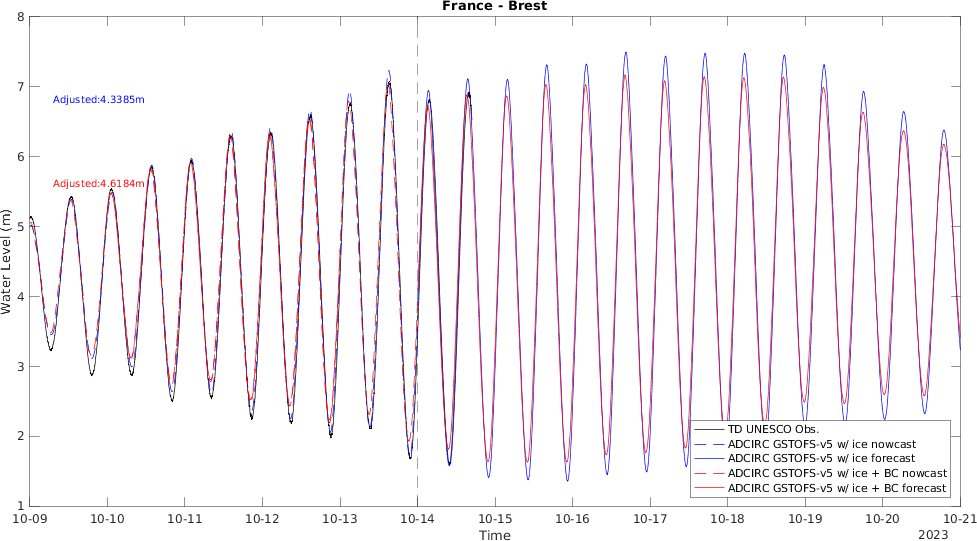 France - Brest
8
7
6
5
4
3
2
1
Water Level (m)
Adjusted:4.3385m
Adjusted:4.6184m
TD UNESCO Obs.
ADCIRC GSTOFS-v5 w/ ice nowcast
ADCIRC GSTOFS-v5 w/ ice forecast
ADCIRC GSTOFS-v5 w/ ice + BC nowcast
ADCIRC GSTOFS-v5 w/ ice + BC forecast
10-09 10-10 10-11 10-12 10-13 10-14 10-15 10-16 10-17 10-18 10-19 10-20 10-21
Time
2023